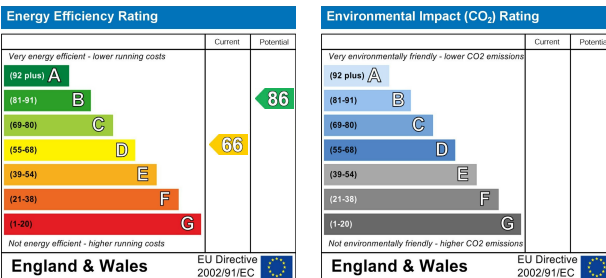 Energy Efficiency Rating
Current Potential
Very energy efficient - lower running costs
(92 plus) A
(81-91) B
86
(69-80) C
(55-68) D
66
(39-54) E
(21-38) F
(1-20) G
Not energy efficient - higher running costs
England & Wales
EU Directive
2002/91/EC
Environmental Impact (CO₂) Rating
Current Potential
Very environmentally friendly - lower CO2 emissions
(92 plus) A
(81-91) B
(69-80) C
(55-68) D
(39-54) E
(21-38) F
(1-20) G
Not environmentally friendly - higher CO2 emissions
England & Wales
EU Directive
2002/91/EC